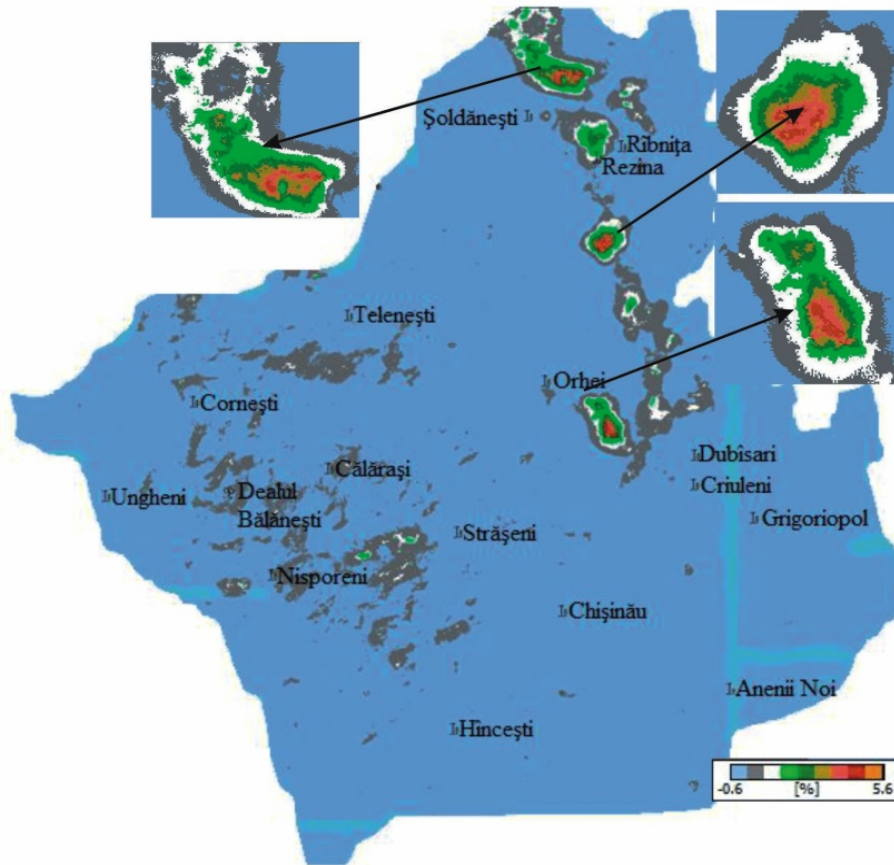 Şoldăneşti
Rîbniţa
Rezina
Teleneşti
Orhei
Corneşti
Dubîsari
Călăraşi
Criuleni
Ungheni
Dealul
Bălăneşti
Grigoriopol
Străşeni
Nisporeni
Chişinău
Anenii Noi
Hînceşti
-0.6 [%] 5.6